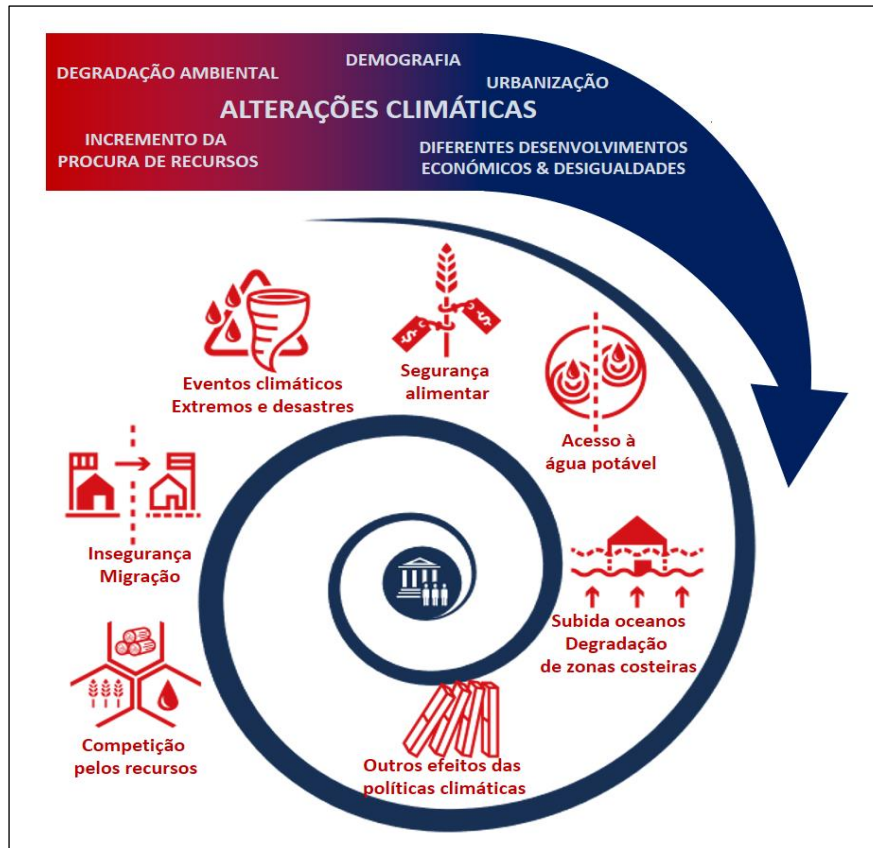 DEGRADAÇÃO AMBIENTAL
DEMOGRAFIA
URBANIZAÇÃO
ALTERAÇÕES CLIMÁTICAS
INCREMENTO DA
PROCURA DE RECURSOS
DIFERENTES DESENVOLVIMENTOS
ECONÓMICOS & DESIGUALDADES
Eventos climáticos
Extremos e desastres
$
$
Segurança
alimentar
Acesso à
água potável
Insegurança
Migração
Subida oceanos
Degradação
de zonas costeiras
Competição
pelos recursos
Outros efeitos das
políticas climáticas